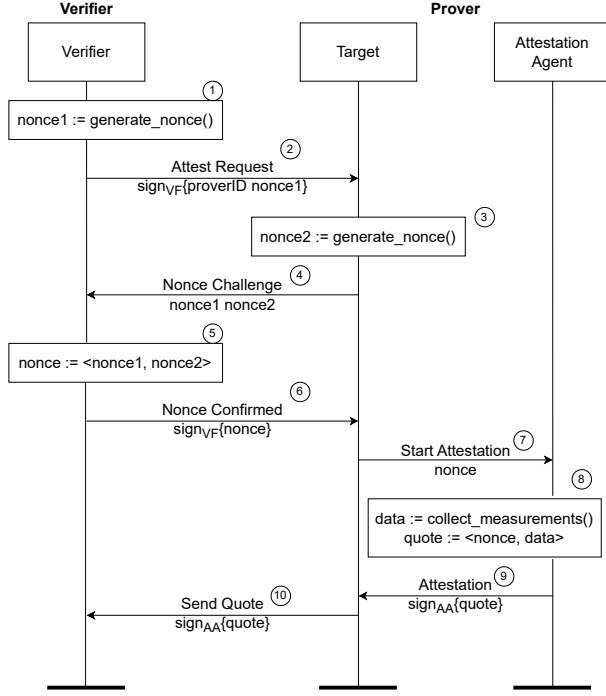 Verifier
Prover
Verifier
Target
Attestation
Agent
1
nonce1 := generate_nonce()
2
Attest Request
signVF{proverID nonce1}
3
nonce2 := generate_nonce()
4
Nonce Challenge
nonce1 nonce2
5
nonce := <nonce1, nonce2>
6
Nonce Confirmed
signVF{nonce}
7
Start Attestation
nonce
8
data := collect_measurements()
quote := <nonce, data>
9
Attestation
signAA{quote}
10
Send Quote
signAA{quote}